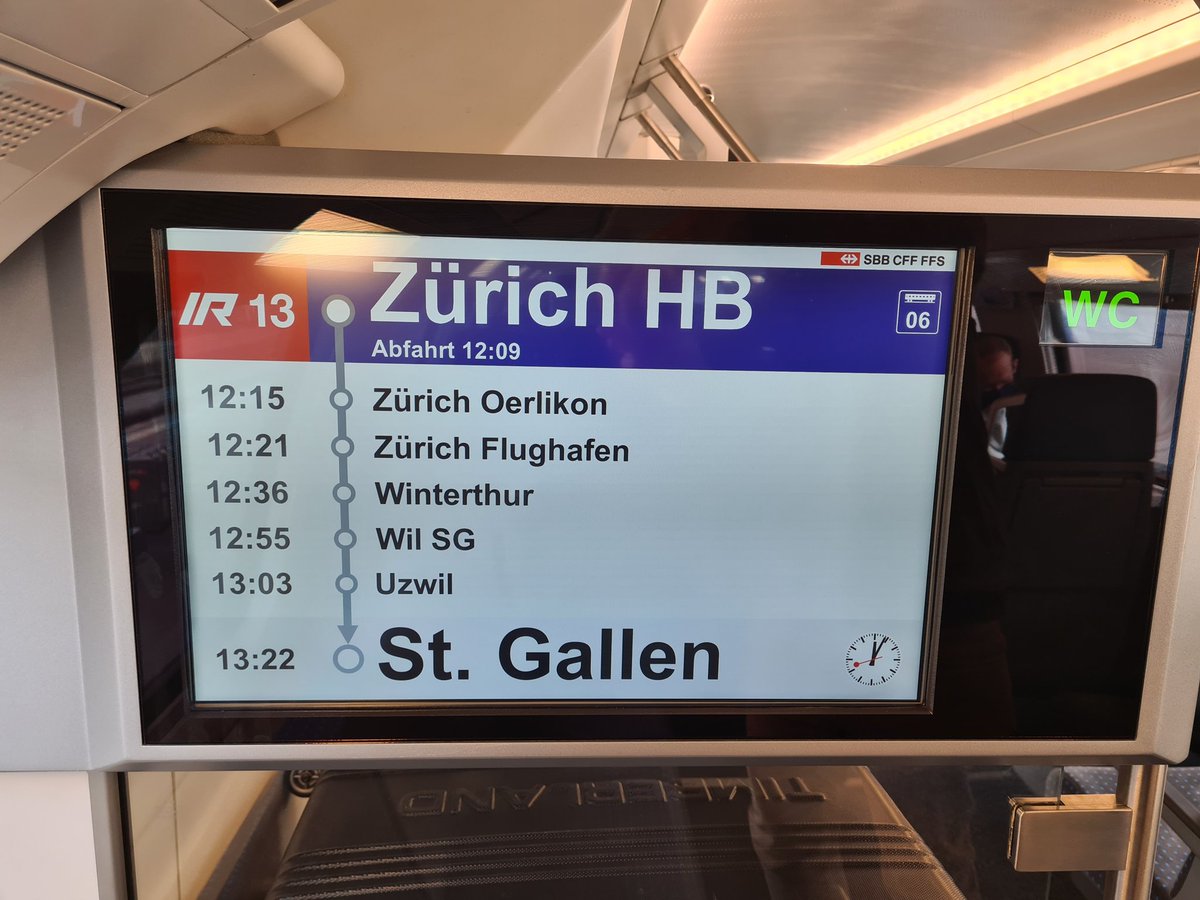 SBB CFF FFS
IR 13 Zürich HB 06
Abfahrt 12:09
WC
12:15 Zürich Oerlikon
12:21 Zürich Flughafen
12:36 Winterthur
12:55 Wil SG
13:03 Uzwil
13:22 St. Gallen
TIMBERLAND